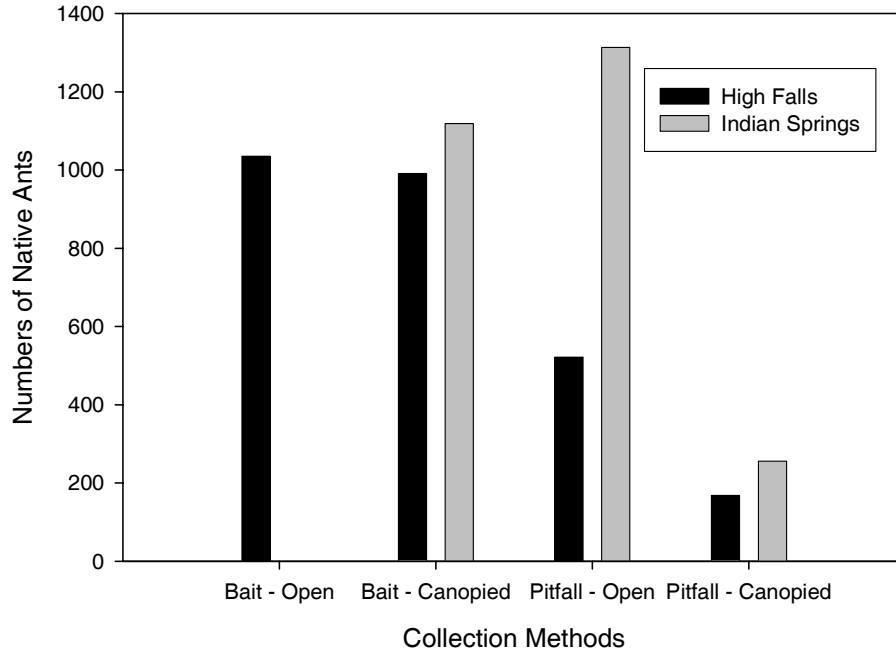 1400
1200
1000
800
600
400
200
0
Numbers of Native Ants
High Falls
Indian Springs
Bait - Open
Bait - Canopied
Pitfall - Open
Pitfall - Canopied
Collection Methods